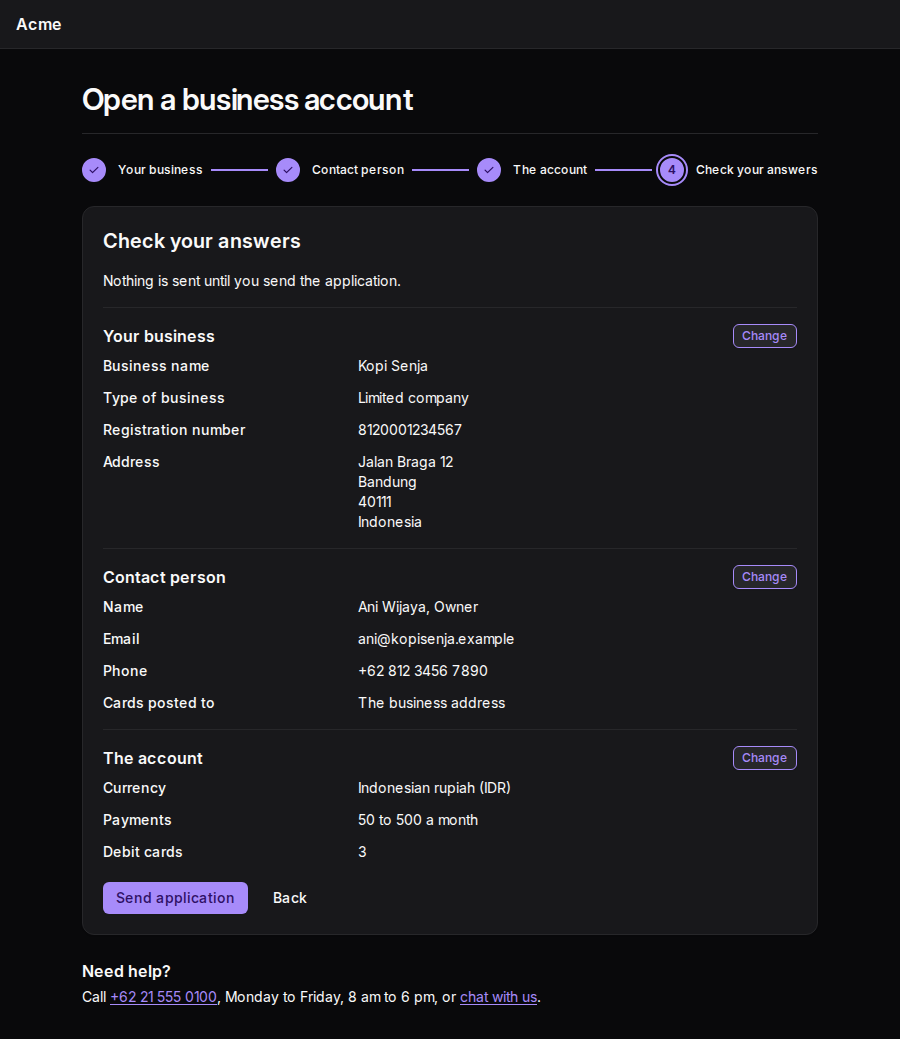 Acme
Open a business account
Your business
Contact person
The account
4
Check your answers
Check your answers
Nothing is sent until you send the application.
Your business
Change
Business name
Kopi Senja
Type of business
Limited company
Registration number
8120001234567
Address
Jalan Braga 12
Bandung
40111
Indonesia
Contact person
Change
Name
Ani Wijaya, Owner
Email
ani@kopisenja.example
Phone
+62 812 3456 7890
Cards posted to
The business address
The account
Change
Currency
Indonesian rupiah (IDR)
Payments
50 to 500 a month
Debit cards
3
Send application
Back
Need help?
Call +62 21 555 0100, Monday to Friday, 8 am to 6 pm, or chat with us.